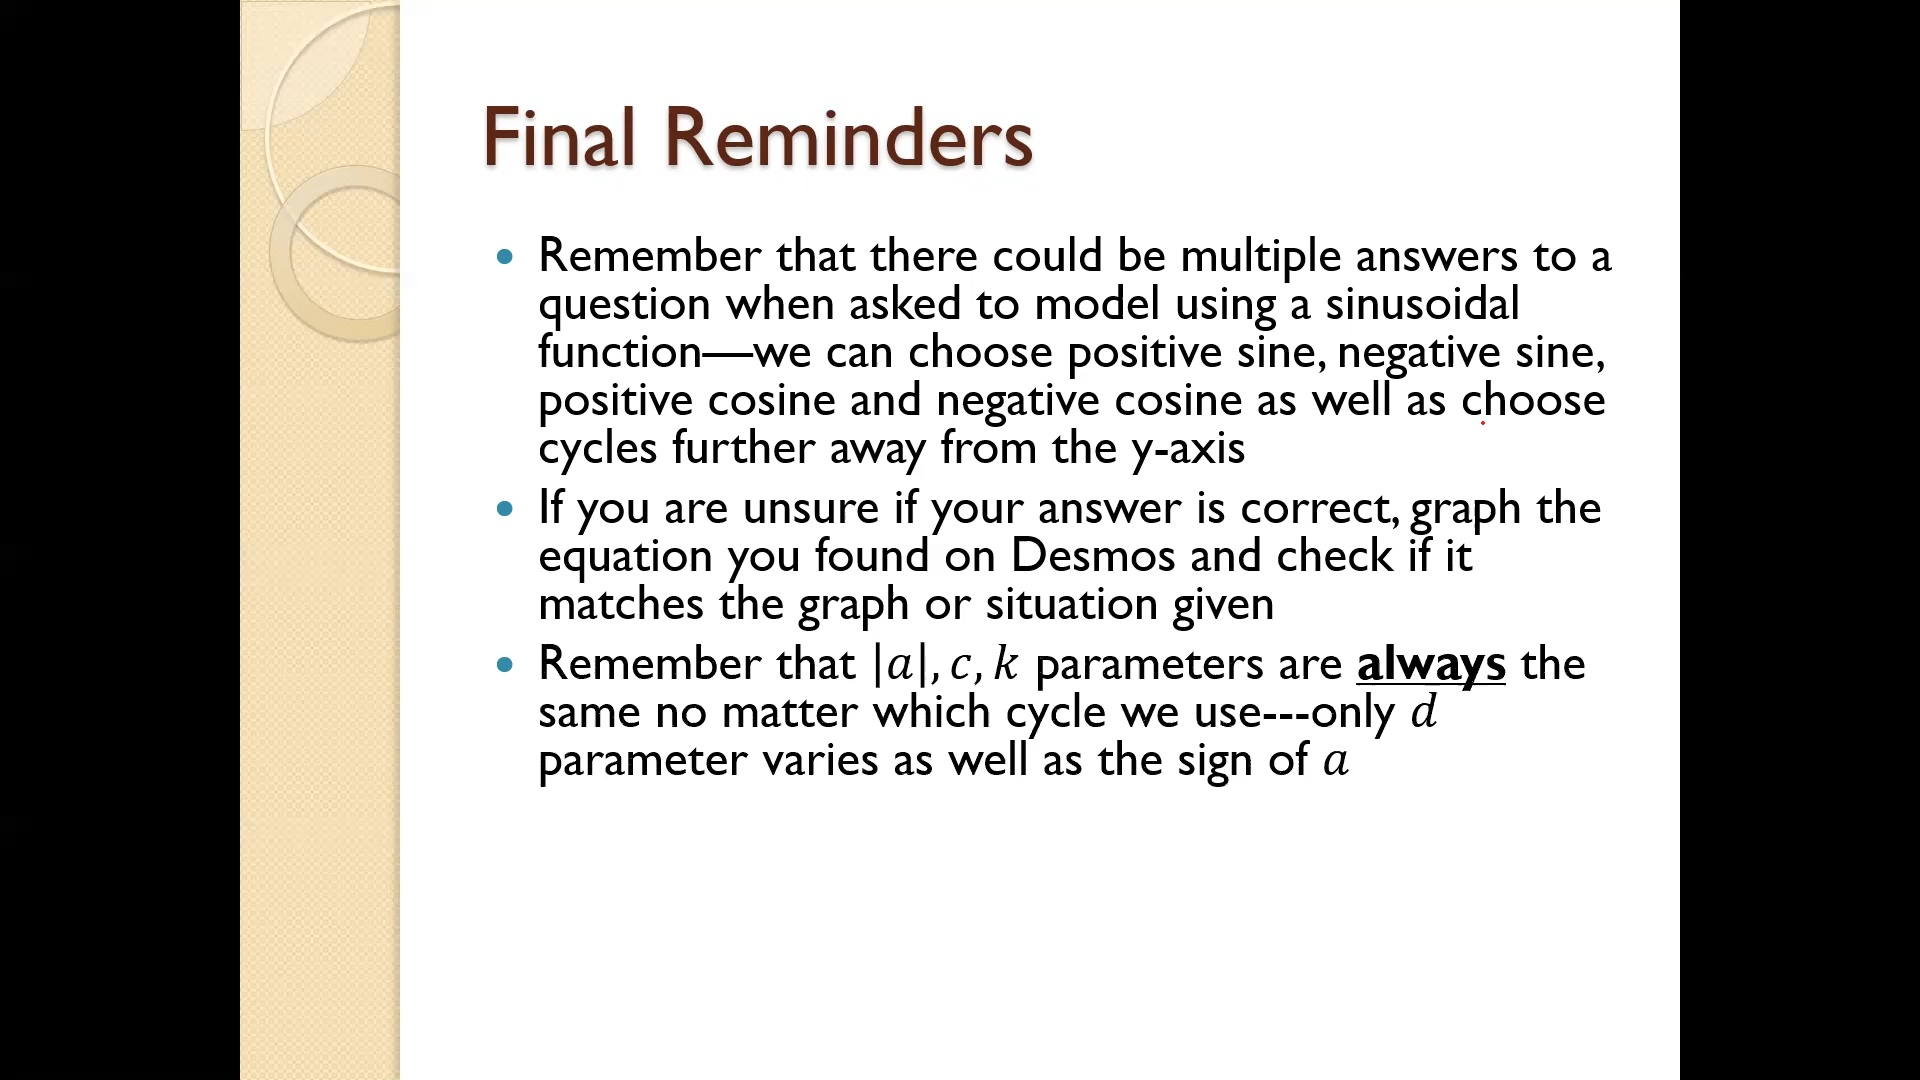 Final Reminders
• Remember that there could be multiple answers to a
question when asked to model using a sinusoidal
function—we can choose positive sine, negative sine,
positive cosine and negative cosine as well as choose
cycles further away from the y-axis
• If you are unsure if your answer is correct, graph the
equation you found on Desmos and check if it
matches the graph or situation given
• Remember that |a|, c, k parameters are always the
same no matter which cycle we use---only d
parameter varies as well as the sign of a